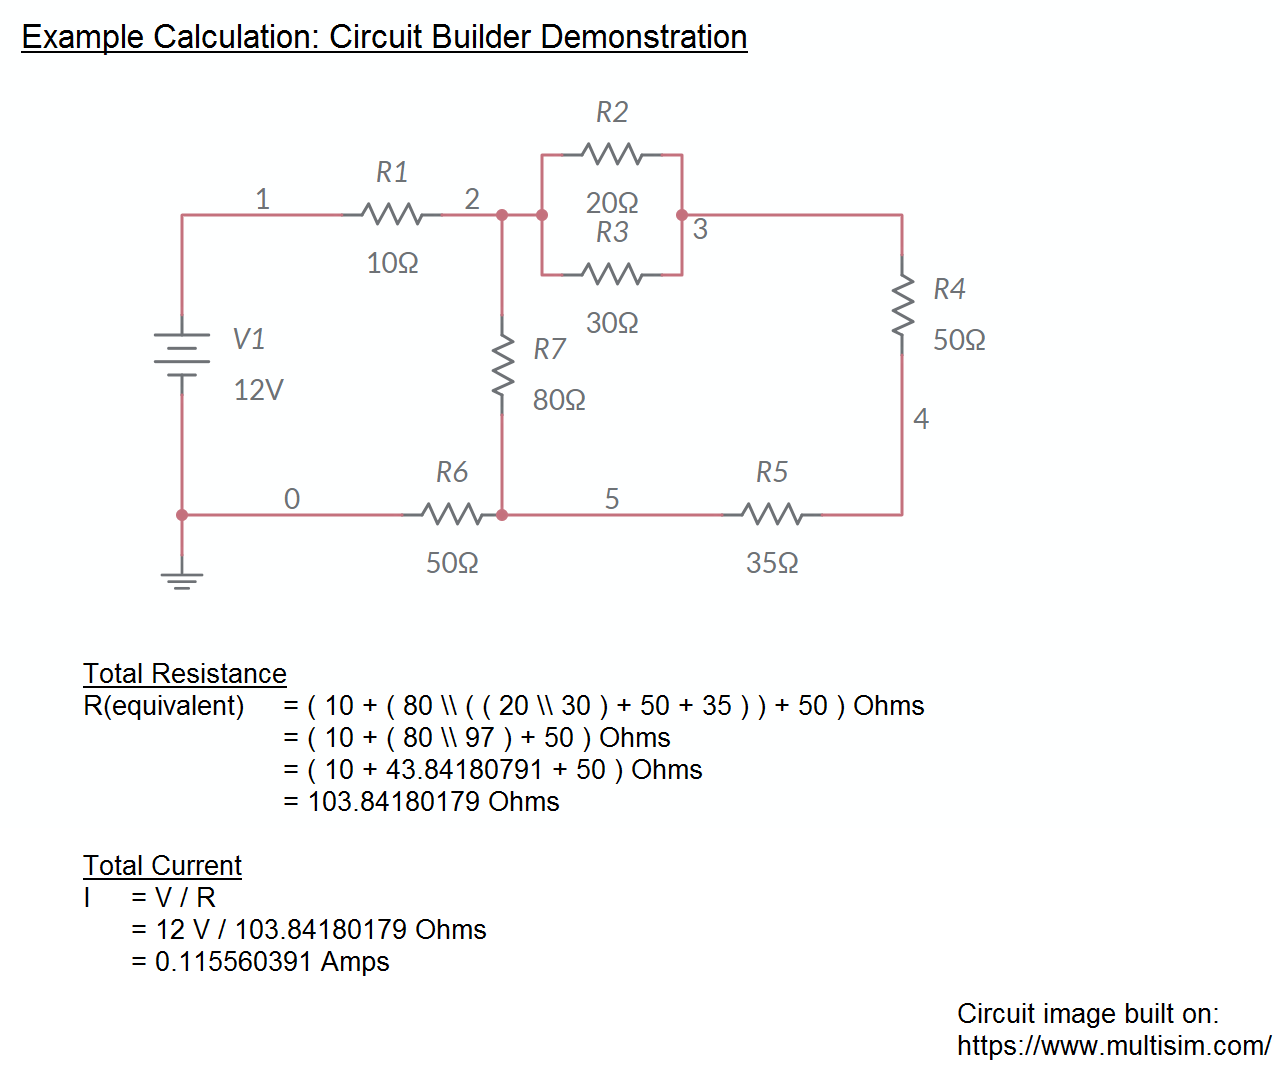 Example Calculation: Circuit Builder Demonstration
R2
R1
1
2
20Ω
R3
3
10Ω
R4
30Ω
V1
R7
50Ω
12V
80Ω
4
R6
R5
0
5
50Ω
35Ω
Total Resistance
R(equivalent) = ( 10 + ( 80 \\ ( ( 20 \\ 30 ) + 50 + 35 ) ) + 50 ) Ohms
= ( 10 + ( 80 \\ 97 ) + 50 ) Ohms
= ( 10 + 43.84180791 + 50 ) Ohms
= 103.84180179 Ohms
Total Current
I = V / R
= 12 V / 103.84180179 Ohms
= 0.115560391 Amps
Circuit image built on:
https://www.multisim.com/